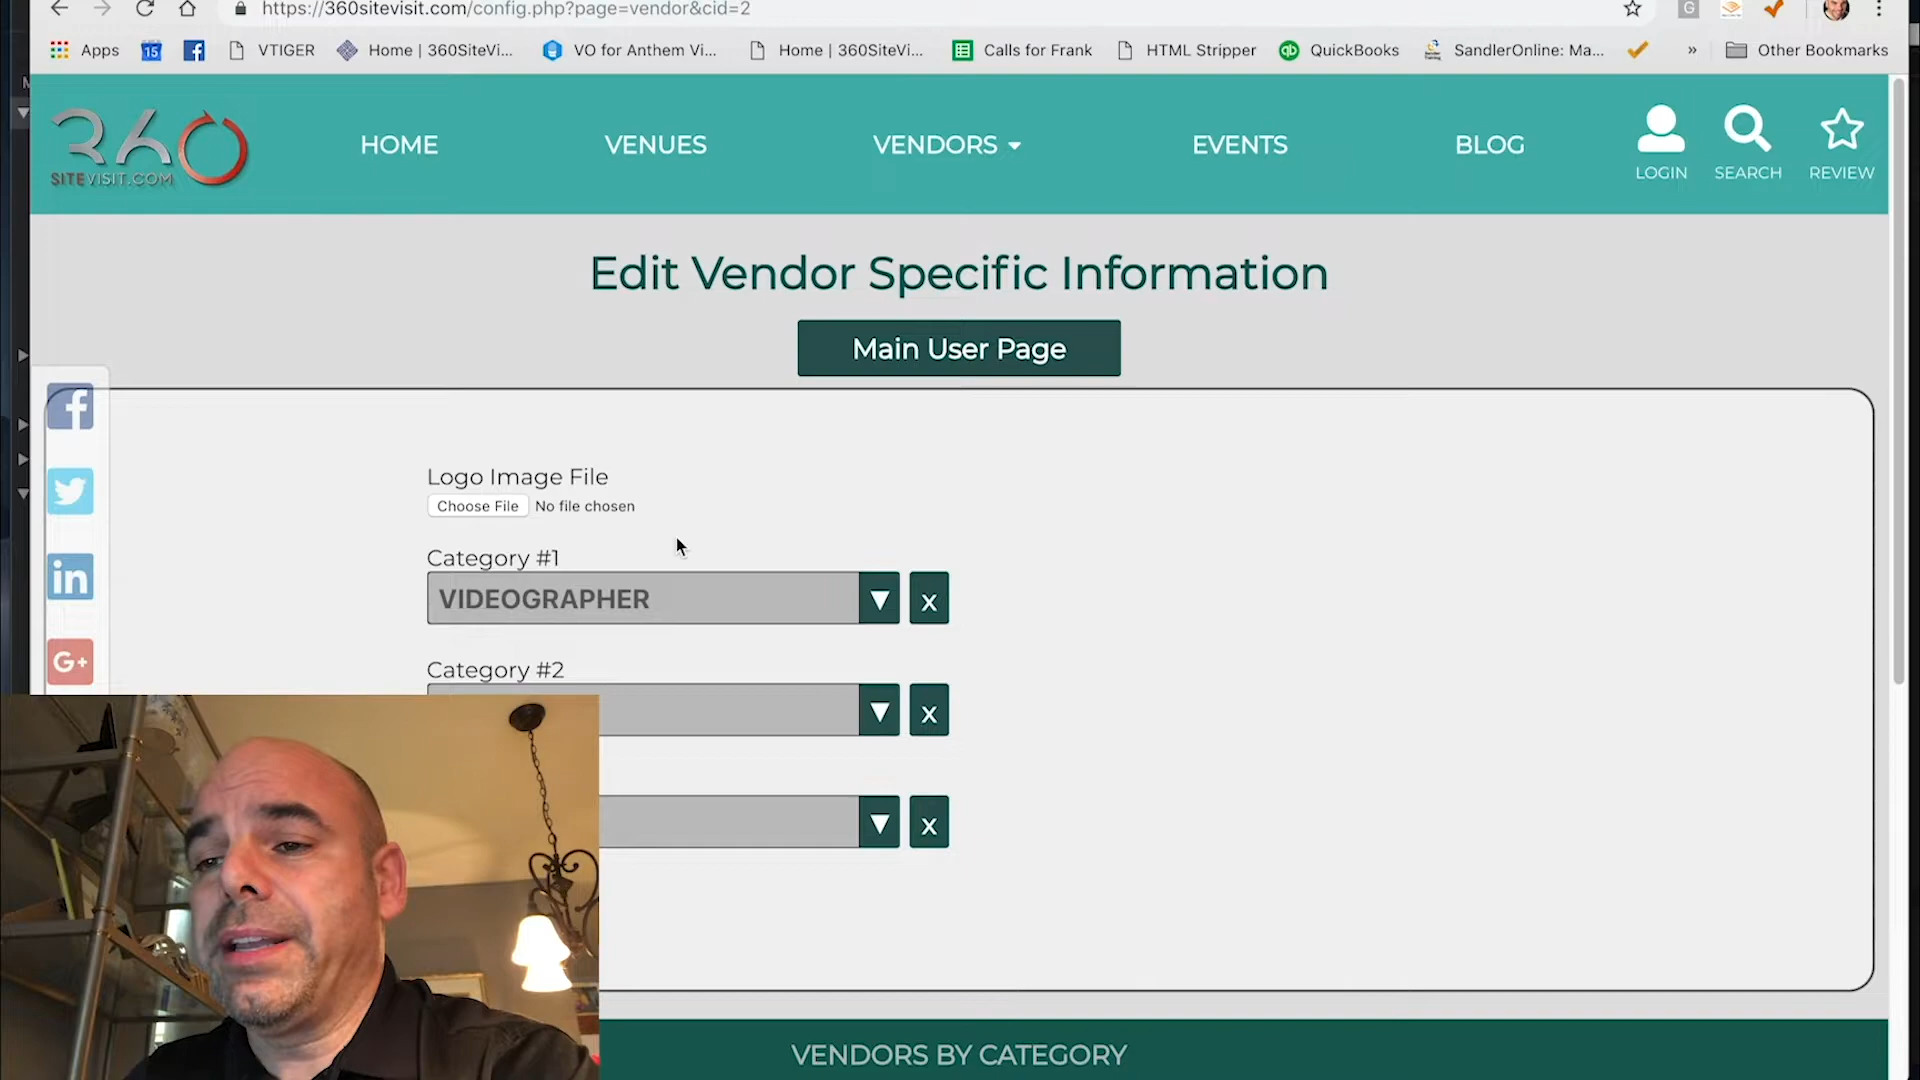 https://360sitevisit.com/config.php?page=vendor&cid=2
G
Apps
15
VTIGER
Home | 360SiteVi...
VO for Anthem Vi...
Home | 360SiteVi...
Calls for Frank
HTML Stripper
qb
QuickBooks
SandlerOnline: Ma...
»
Other Bookmarks
360
SITEVISIT.COM
HOME
VENUES
VENDORS
EVENTS
BLOG
LOGIN
SEARCH
REVIEW
Edit Vendor Specific Information
Main User Page
f
in
G+
Logo Image File
Choose File No file chosen
Category #1
VIDEOGRAPHER
x
Category #2
x
x
VENDORS BY CATEGORY